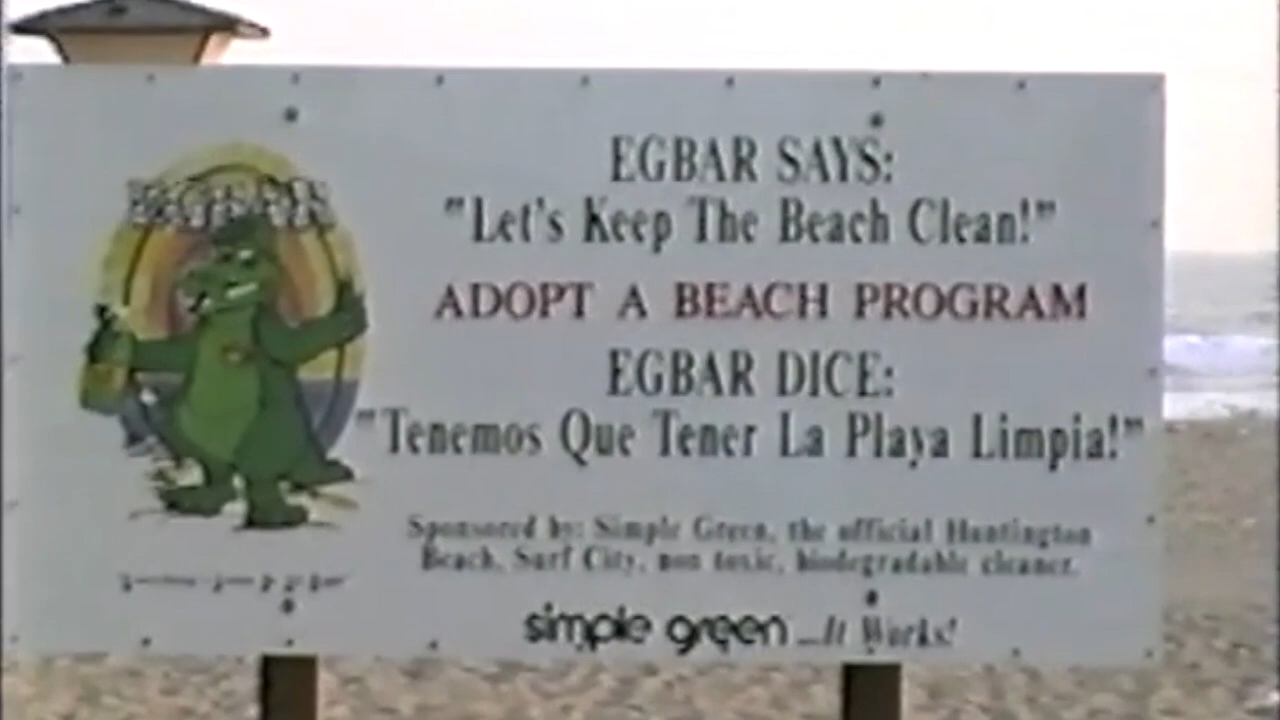 EGBAR
EGBAR SAYS:
"Let's Keep The Beach Clean!"
ADOPT A BEACH PROGRAM
EGBAR DICE:
"Tenemos Que Tener La Playa Limpia!"
Sponsored by: Simple Green, the official Huntington
Beach, Surf City, non toxic, biodegradable cleaner.
simple green ...It Works!